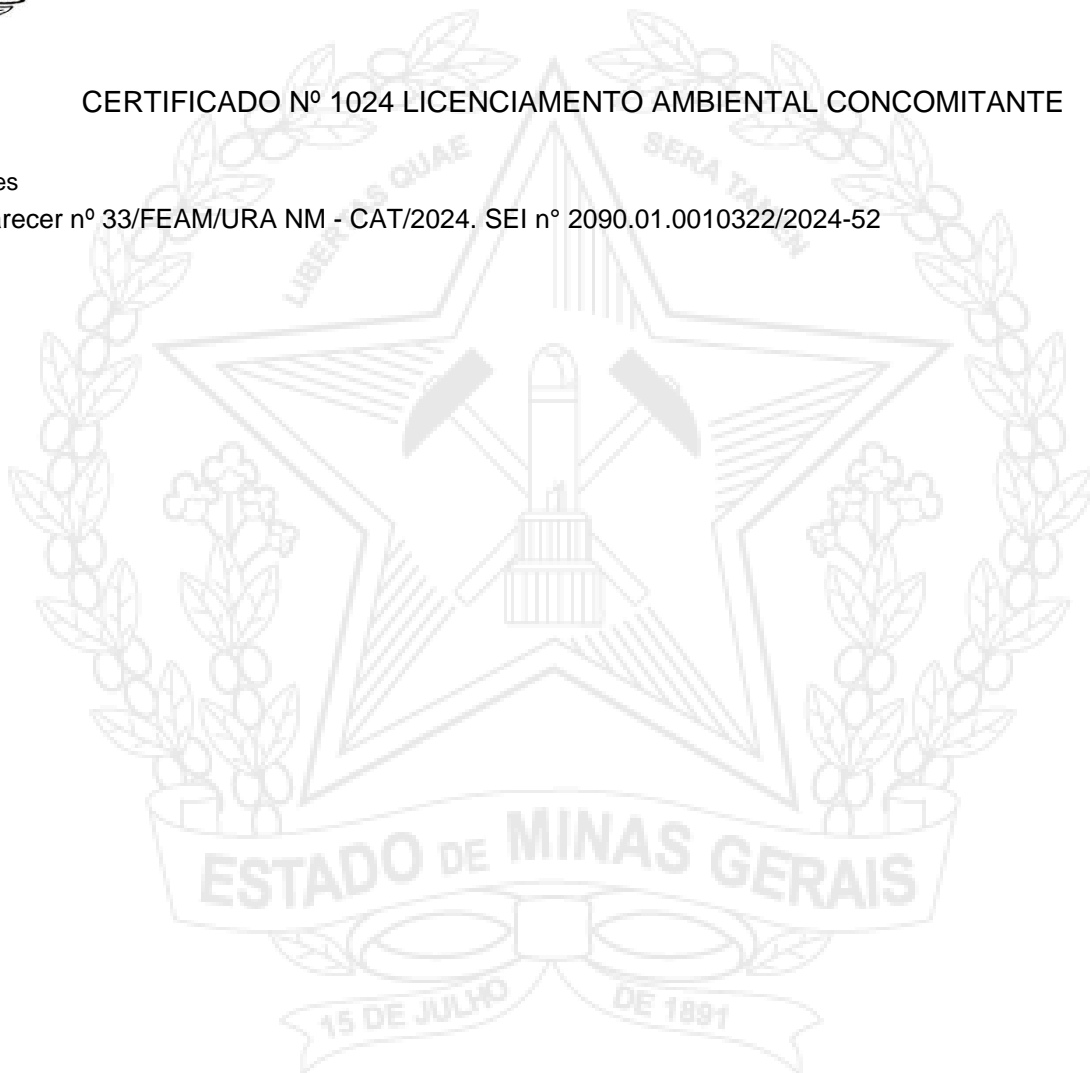 CERTIFICADO Nº 1024 LICENCIAMENTO AMBIENTAL CONCOMITANTE
es
recer nº 33/FEAM/URA NM - CAT/2024. SEI n° 2090.01.0010322/2024-52
LIBERTAS QUAE SERA TAMEN
ESTADO DE MINAS GERAIS
15 DE JULHO DE 1891